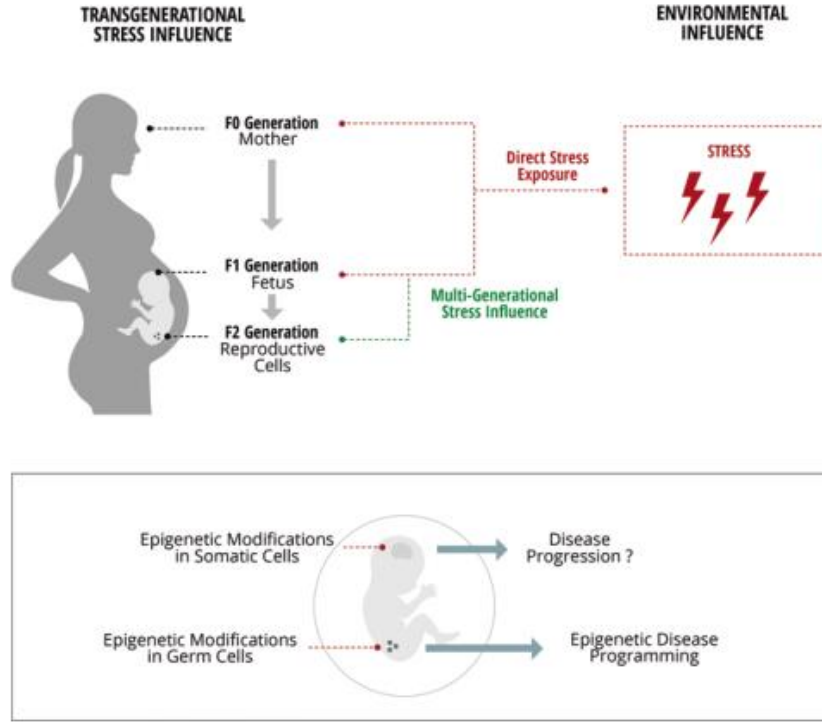 TRANSGENERATIONAL
STRESS INFLUENCE
ENVIRONMENTAL
INFLUENCE
F0 Generation
Mother
Direct Stress
Exposure
STRESS
F1 Generation
Fetus
Multi-Generational
Stress Influence
F2 Generation
Reproductive
Cells
Epigenetic Modifications
in Somatic Cells
Disease
Progression ?
Epigenetic Modifications
in Germ Cells
Epigenetic Disease
Programming